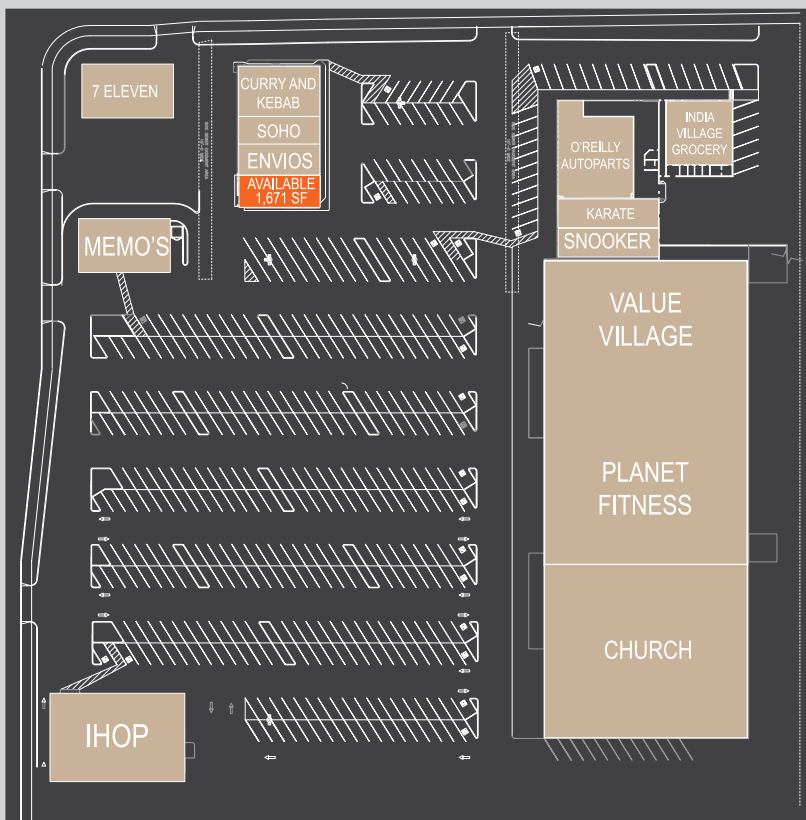 7 ELEVEN
CURRY AND
KEBAB
SOHO
ENVIOS
AVAILABLE
1,671 SF
O'REILLY
AUTOPARTS
INDIA
VILLAGE
GROCERY
KARATE
SNOOKER
MEMO'S
VALUE
VILLAGE
PLANET
FITNESS
CHURCH
IHOP